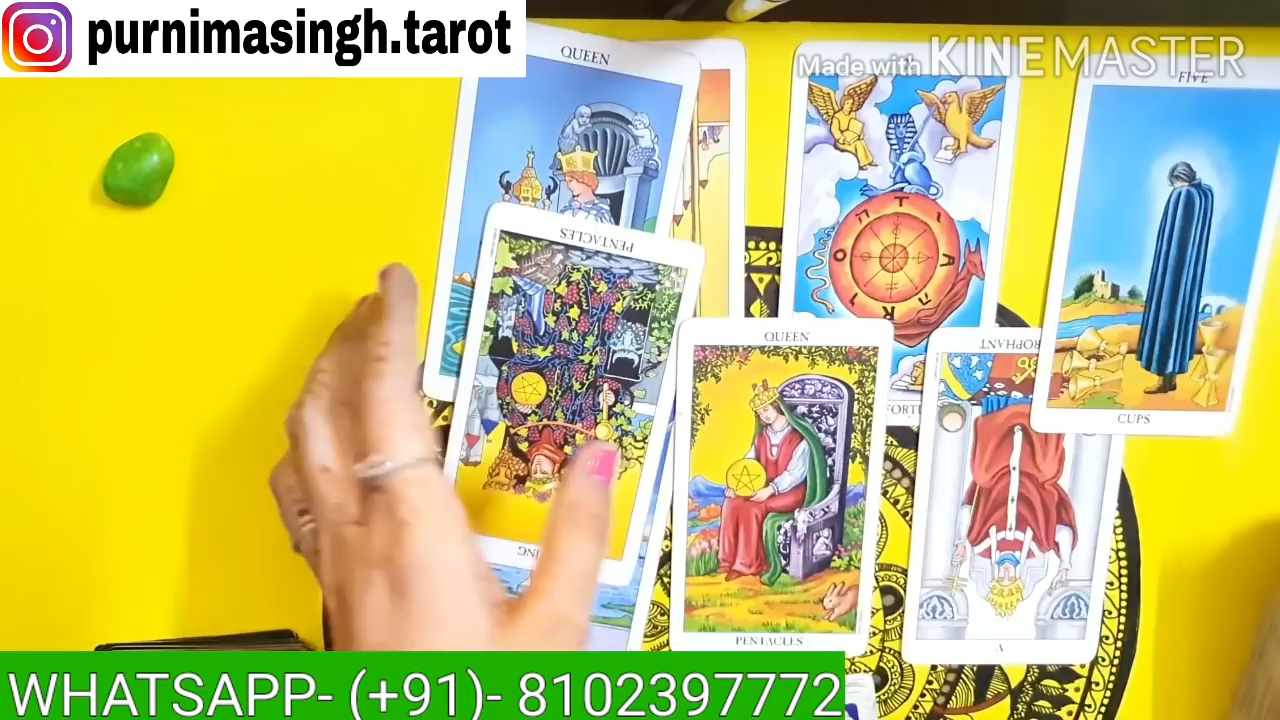 purnimasingh.tarot
Made with KINEMASTER
QUEEN
FIVE
PENTACLES
QUEEN
CUPS
PENTACLES
V
WHATSAPP- (+91)- 8102397772